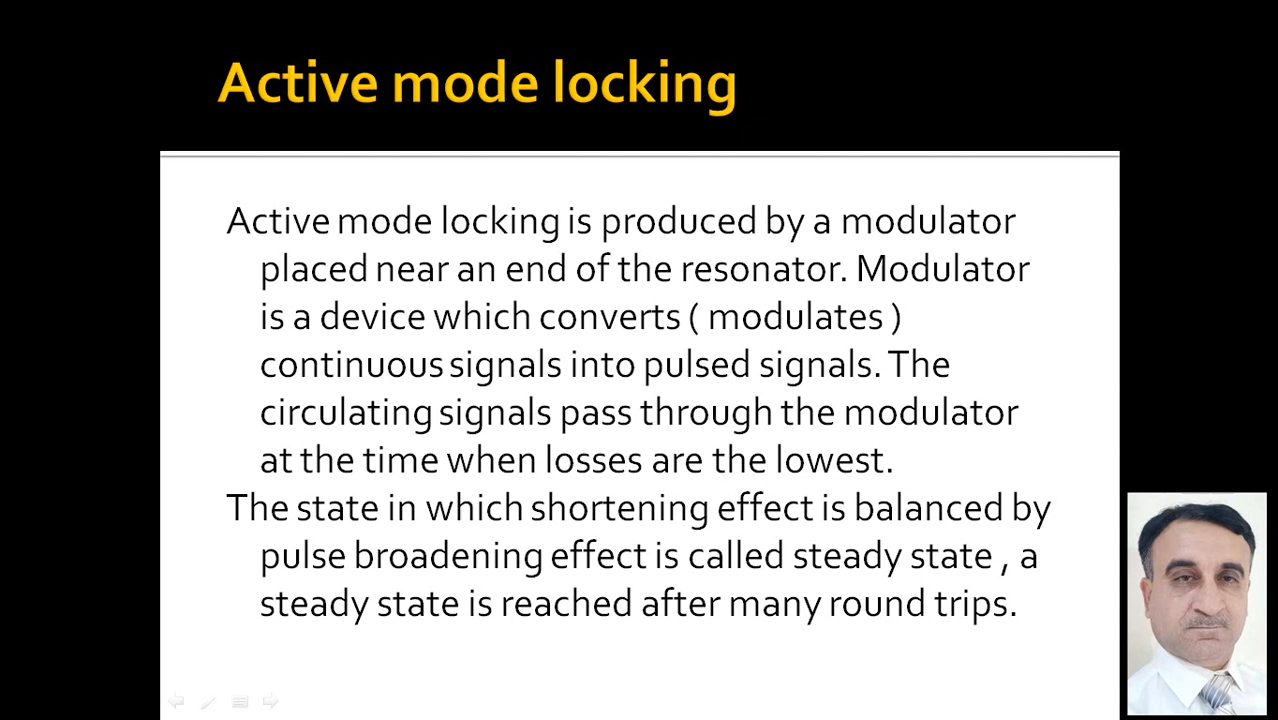 Active mode locking
Active mode locking is produced by a modulator
placed near an end of the resonator. Modulator
is a device which converts ( modulates )
continuous signals into pulsed signals. The
circulating signals pass through the modulator
at the time when losses are the lowest.
The state in which shortening effect is balanced by
pulse broadening effect is called steady state , a
steady state is reached after many round trips.